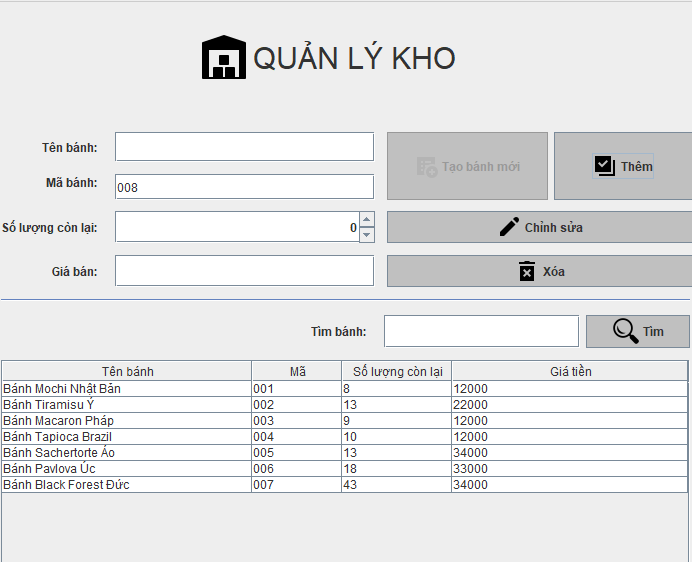 QUẢN LÝ KHO
Tên bánh:
Tạo bánh mới
Thêm
Mã bánh:
008
Số lượng còn lại:
0
Chỉnh sửa
Giá bán:
Xóa
Tìm bánh:
Tìm
Tên bánh Mã Số lượng còn lại Giá tiền
Bánh Mochi Nhật Bản 001 8 12000
Bánh Tiramisu Ý 002 13 22000
Bánh Macaron Pháp 003 9 12000
Bánh Tapioca Brazil 004 10 12000
Bánh Sachertorte Áo 005 13 34000
Bánh Pavlova Úc 006 18 33000
Bánh Black Forest Đức 007 43 34000